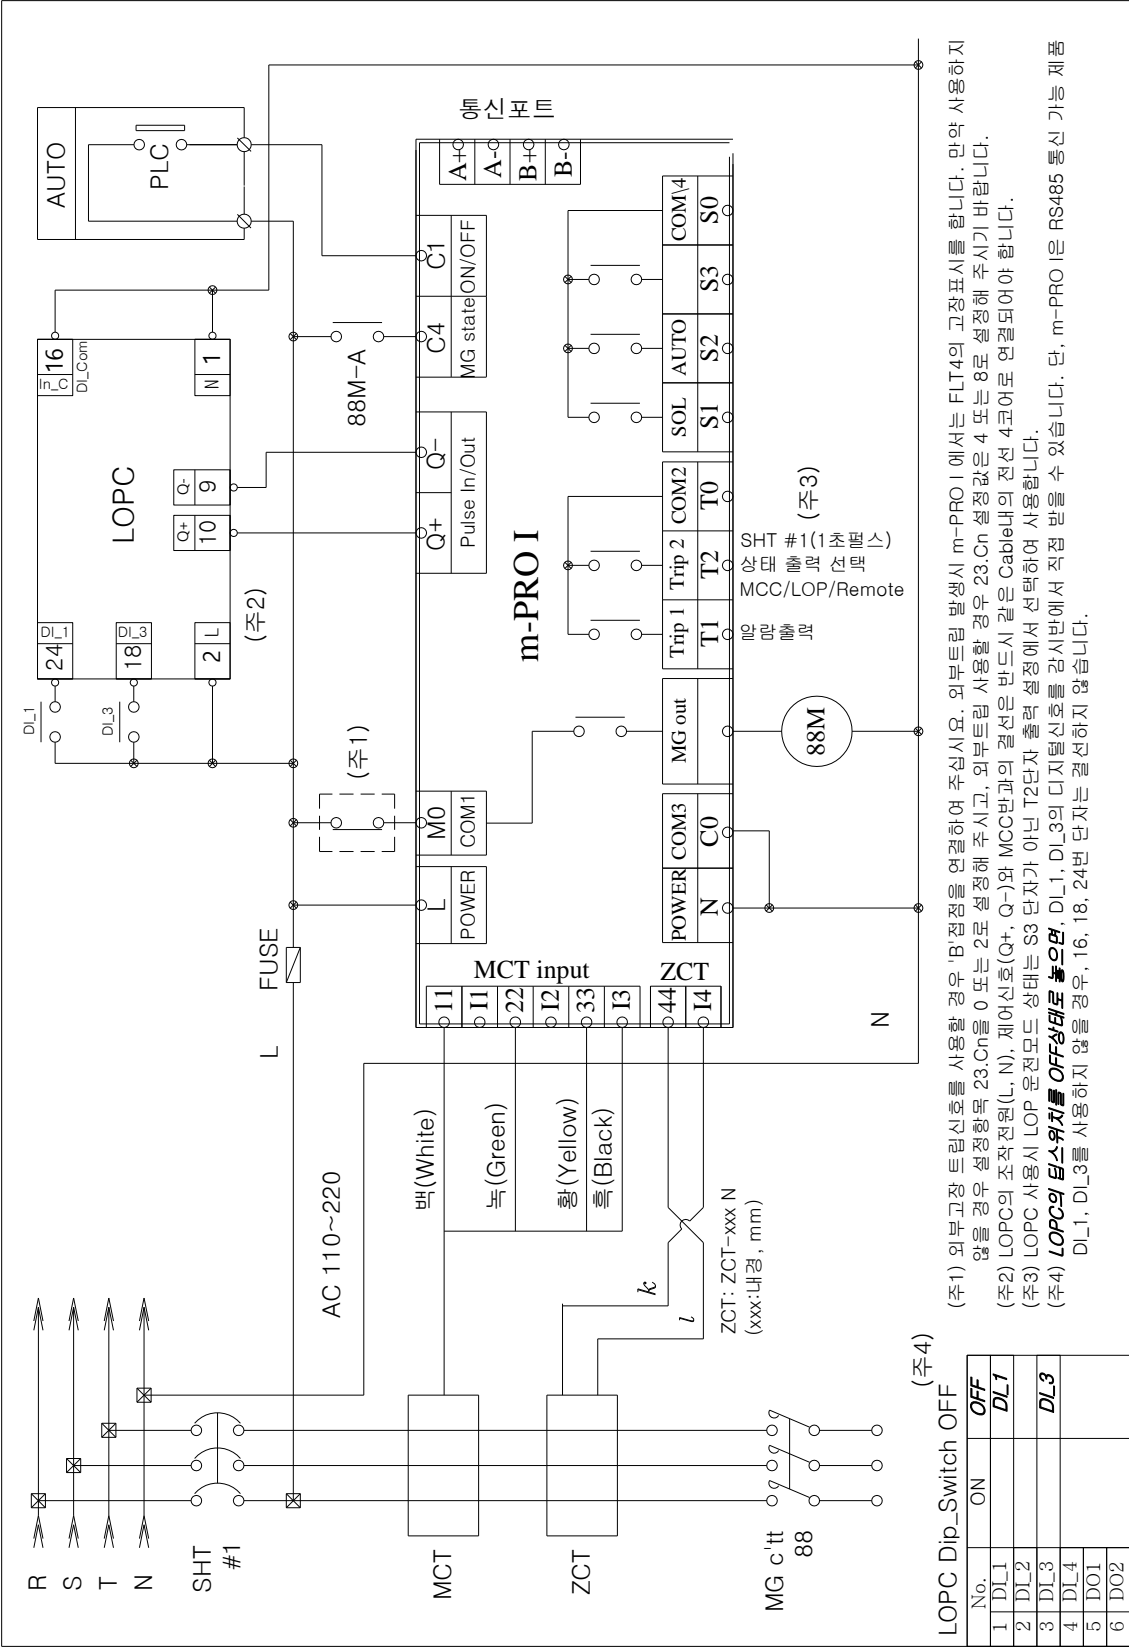 R
S
T
N
SHT
#1
MCT
ZCT
MG c'tt
88
AC 110~220
L
FUSE
N
AUTO
PLC
LOPC
DI_1
24
DI_3
18
L
2
Q+
10
Q-
9
16
In_C
DI_Com
1
N
DI_1
DI_3
(주2)
(주1)
88M-A
통신포트
A+
A-
B+
B-
L
POWER
M0
COM1
Q+
Q-
Pulse In/Out
C4
MG state
C1
ON/OFF
m-PRO I
MCT input
ZCT
11
I1
22
I2
33
I3
44
I4
POWER
N
COM3
C0
MG out
Trip 1
T1
Trip 2
T2
COM2
T0
SOL
S1
AUTO
S2
S3
COM\4
S0
88M
알람출력
SHT #1(1초펄스)
상태 출력 선택
MCC/LOP/Remote
(주3)
백(White)
녹(Green)
황(Yellow)
흑(Black)
k
l
ZCT: ZCT-xxx N
(xxx:내경, mm)
(주4)
LOPC Dip_Switch OFF
No. ON OFF
1 DI_1 DI_1
2 DI_2
3 DI_3 DI_3
4 DI_4
5 DO1
6 DO2
(주1) 외부고장 트립신호를 사용할 경우 'B'접점을 연결하여 주십시요. 외부트립 발생시 m-PRO I 에서는 FLT4의 고장표시를 합니다. 만약 사용하지
않을 경우 설정항목 23.Cn을 0 또는 2로 설정해 주시고, 외부트립 사용할 경우 23.Cn 설정값은 4 또는 8로 설정해 주시기 바랍니다.
(주2) LOPC의 조작전원(L, N), 제어신호(Q+, Q-)와 MCC반과의 결선은 반드시 같은 Cable내의 전선 4코어로 연결되어야 합니다.
(주3) LOPC 사용시 LOP 운전모드 상태는 S3 단자가 아닌 T2단자 출력 설정에서 선택하여 사용합니다.
(주4) LOPC의 딥스위치를 OFF상태로 놓으면, DI_1, DI_3의 디지털신호를 감시반에서 직접 받을 수 있습니다. 단, m-PRO I은 RS485 통신 가능 제품
DI_1, DI_3를 사용하지 않을 경우, 16, 18, 24번 단자는 결선하지 않습니다.